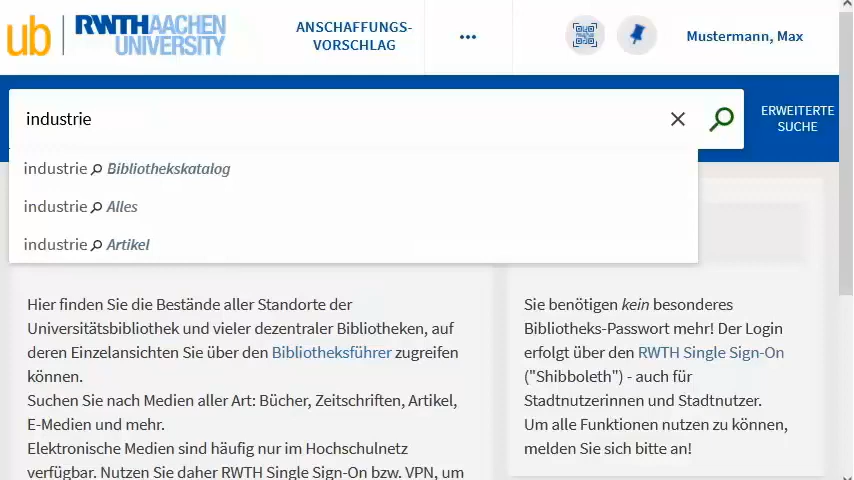 ub RWTH AACHEN UNIVERSITY
ANSCHAFFUNGS-
VORSCHLAG
Mustermann, Max
industrie
ERWEITERTE
SUCHE
industrie Bibliothekskatalog
industrie Alles
industrie Artikel
Hier finden Sie die Bestände aller Standorte der
Universitätsbibliothek und vieler dezentraler Bibliotheken, auf
deren Einzelansichten Sie über den Bibliotheksführer zugreifen
können.
Suchen Sie nach Medien aller Art: Bücher, Zeitschriften, Artikel,
E-Medien und mehr.
Elektronische Medien sind häufig nur im Hochschulnetz
verfügbar. Nutzen Sie daher RWTH Single Sign-On bzw. VPN, um
Sie benötigen kein besonderes
Bibliotheks-Passwort mehr! Der Login
erfolgt über den RWTH Single Sign-On
("Shibboleth") - auch für
Stadtnutzerinnen und Stadtnutzer.
Um alle Funktionen nutzen zu können,
melden Sie sich bitte an!